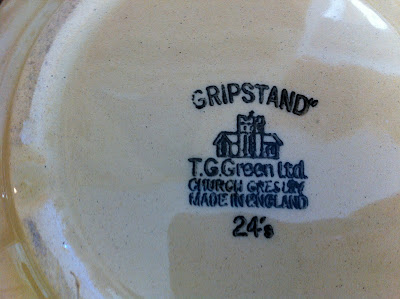 GRIPSTAND"
T.G.Green Ltd.
CHURCH GRESLEY
MADE IN ENGLAND
24's